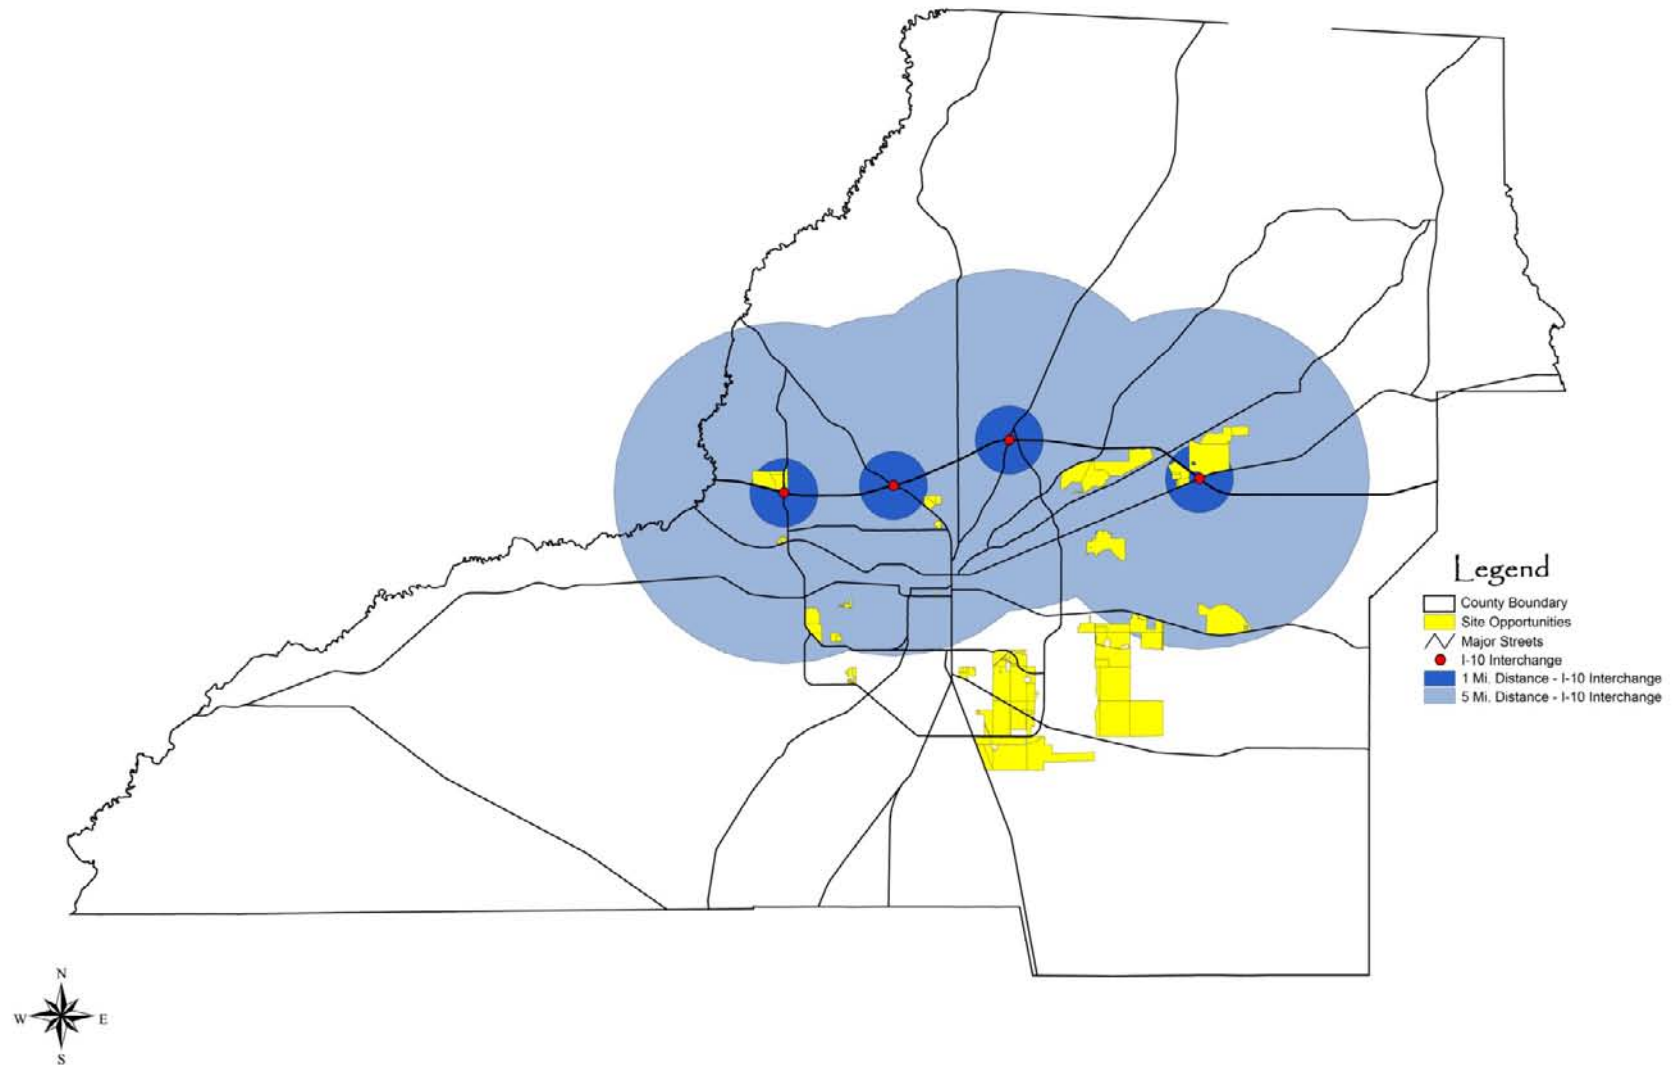 Legend
County Boundary
Site Opportunities
Major Streets
I-10 Interchange
1 Mi. Distance - I-10 Interchange
5 Mi. Distance - I-10 Interchange
N
W E
S